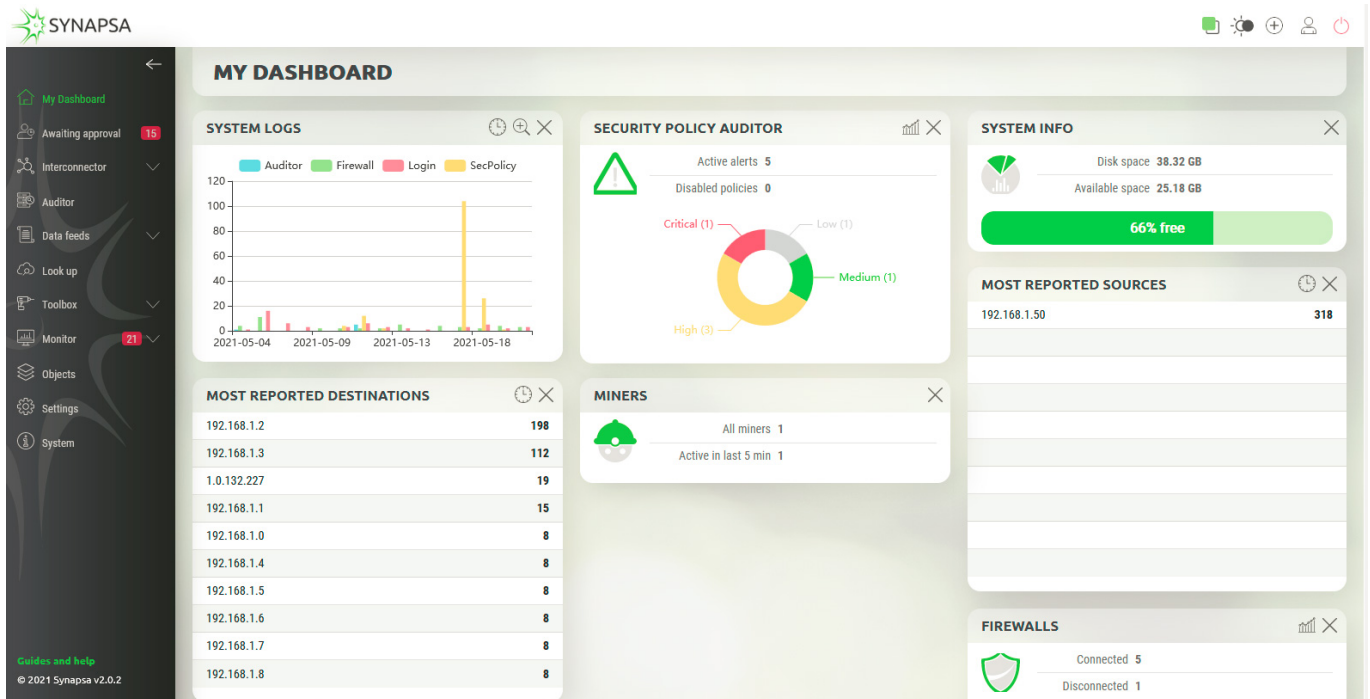 SYNAPSA
My Dashboard
Awaiting approval 15
Interconnector
Auditor
Data feeds
Look up
Toolbox
Monitor 21
Objects
Settings
System
Guides and help
© 2021 Synapsa v2.0.2
MY DASHBOARD
SYSTEM LOGS
Auditor Firewall Login SecPolicy
120
100
80
60
40
20
0
2021-05-04 2021-05-09 2021-05-13 2021-05-18
MOST REPORTED DESTINATIONS
192.168.1.2 198
192.168.1.3 112
1.0.132.227 19
192.168.1.1 15
192.168.1.0 8
192.168.1.4 8
192.168.1.5 8
192.168.1.6 8
192.168.1.7 8
192.168.1.8 8
SECURITY POLICY AUDITOR
Active alerts 5
Disabled policies 0
Critical (1)
Low (1)
Medium (1)
High (3)
MINERS
All miners 1
Active in last 5 min 1
SYSTEM INFO
Disk space 38.32 GB
Available space 25.18 GB
66% free
MOST REPORTED SOURCES
192.168.1.50 318
FIREWALLS
Connected 5
Disconnected 1